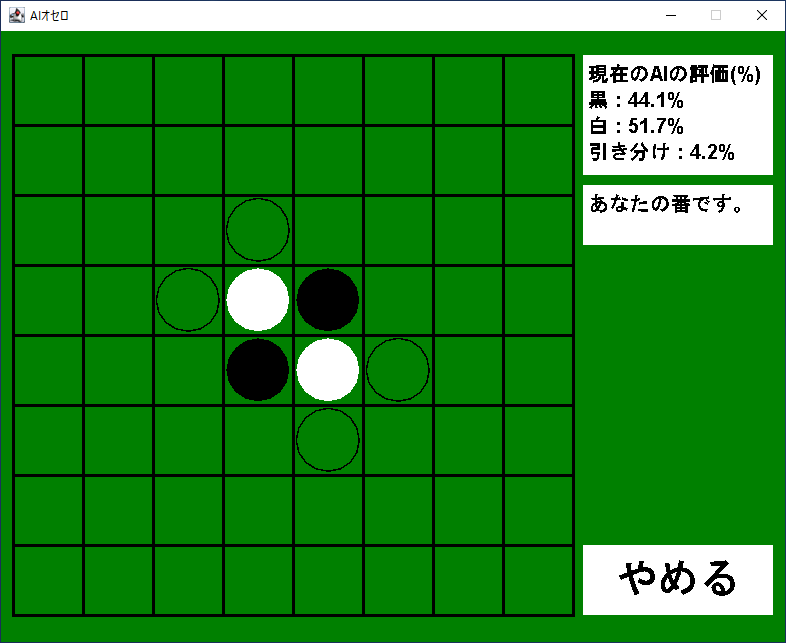 AIオセロ
現在のAIの評価(%)
黒：44.1%
白：51.7%
引き分け：4.2%
あなたの番です。
やめる